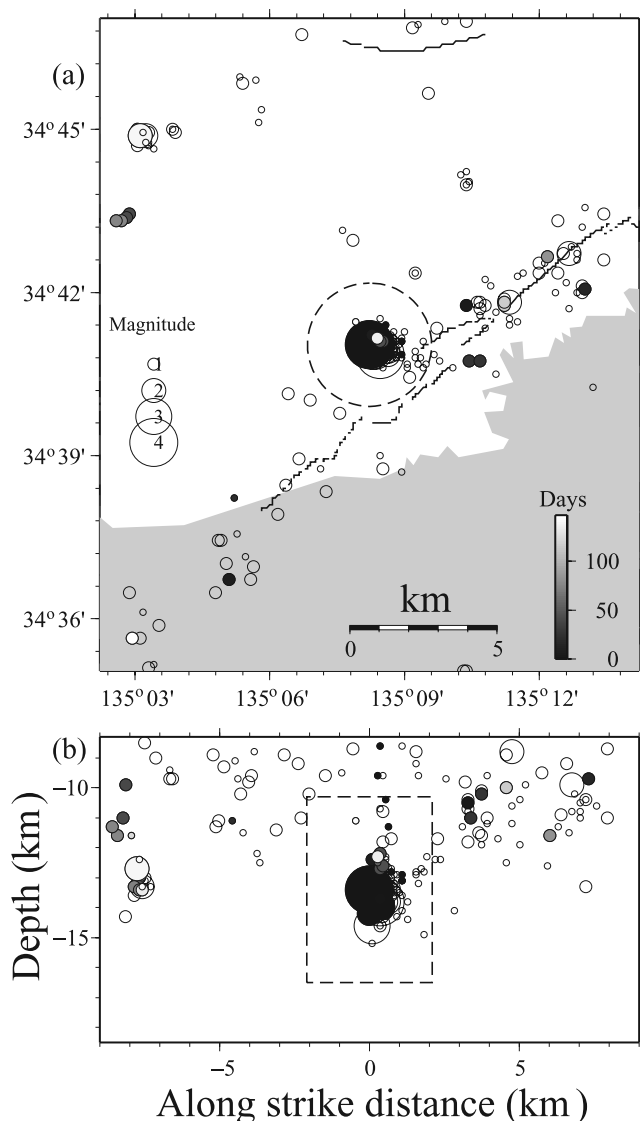 (a)
34° 45'
34° 42'
34° 39'
34° 36'
Magnitude
1
2
3
4
Days
100
50
0
km
0 5
135° 03' 135° 06' 135° 09' 135° 12'
(b)
Depth (km)
−10
−15
−5 0 5
Along strike distance (km)